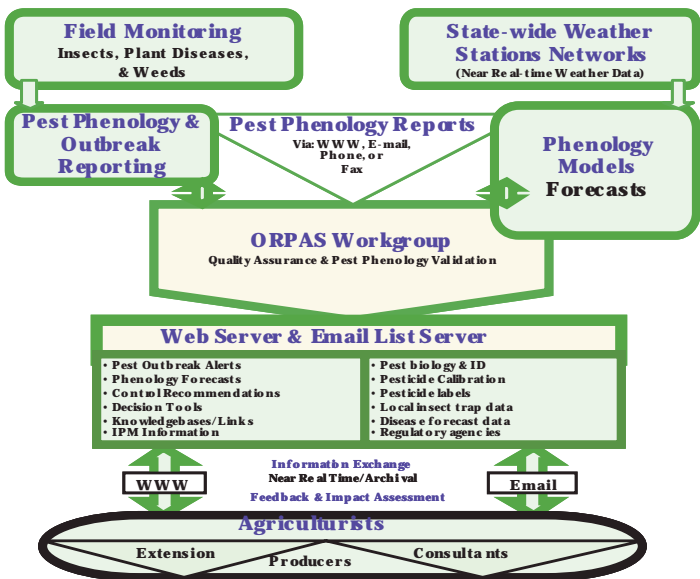 Field Monitoring
Insects, Plant Diseases,
& Weeds
State-wide Weather
Stations Networks
(Near Real-time Weather Data)
Pest Phenology &
Outbreak
Reporting
Pest Phenology Reports
Via: WWW, E-mail,
Phone, or
Fax
Phenology
Models
Forecasts
ORPAS Workgroup
Quality Assurance & Pest Phenology Validation
Web Server & Email List Server
• Pest Outbreak Alerts
• Phenology Forecasts
• Control Recommendations
• Decision Tools
• Knowledgebases/Links
• IPM Information
• Pest biology & ID
• Pesticide Calibration
• Pesticide labels
• Local insect trap data
• Disease forecast data
• Regulatory agencies
WWW
Information Exchange
Near Real Time/Archival
Feedback & Impact Assessment
Email
Agriculturists
Extension
Producers
Consultants